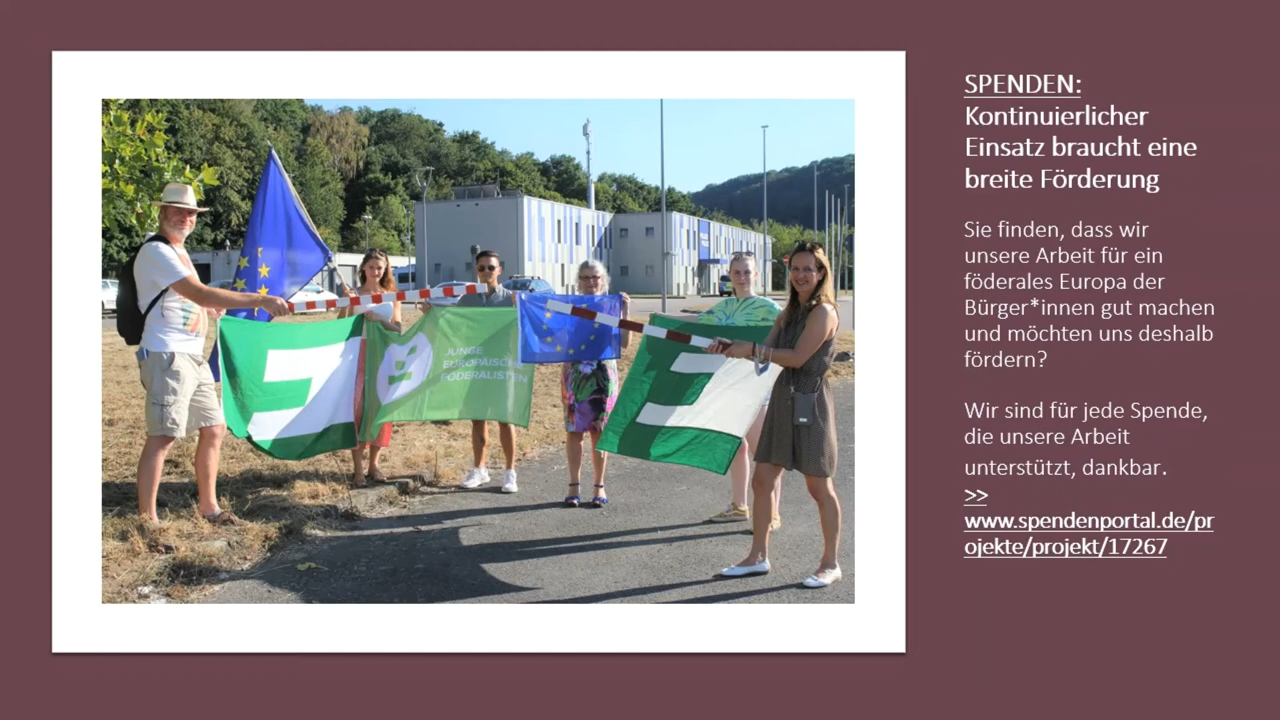 SPENDEN:
Kontinuierlicher
Einsatz braucht eine
breite Förderung
Sie finden, dass wir
unsere Arbeit für ein
föderales Europa der
Bürger*innen gut machen
und möchten uns deshalb
fördern?
Wir sind für jede Spende,
die unsere Arbeit
unterstützt, dankbar.
>>
www.spendenportal.de/pr
ojekte/projekt/17267
JUNGE
EUROPÄISCHE
FÖDERALISTEN